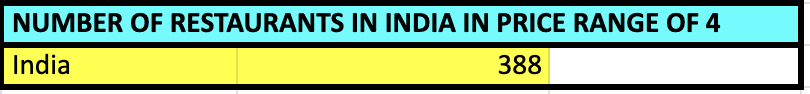 NUMBER OF RESTAURANTS IN INDIA IN PRICE RANGE OF 4
India 388